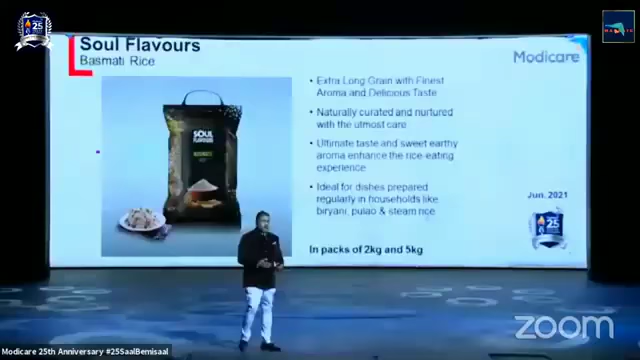 25
Soul Flavours
Basmati Rice
Modicare
• Extra Long Grain with Finest
Aroma and Delicious Taste
• Naturally curated and nurtured
with the utmost care
• Ultimate taste and sweet earthy
aroma enhance the rice-eating
experience
• Ideal for dishes prepared
regularly in households like
biryani, pulao & steam rice
In packs of 2kg and 5kg
SOUL
FLAVOURS
Jun. 2021
25
zoom
Modicare 25th Anniversary #25SaalBemisaal